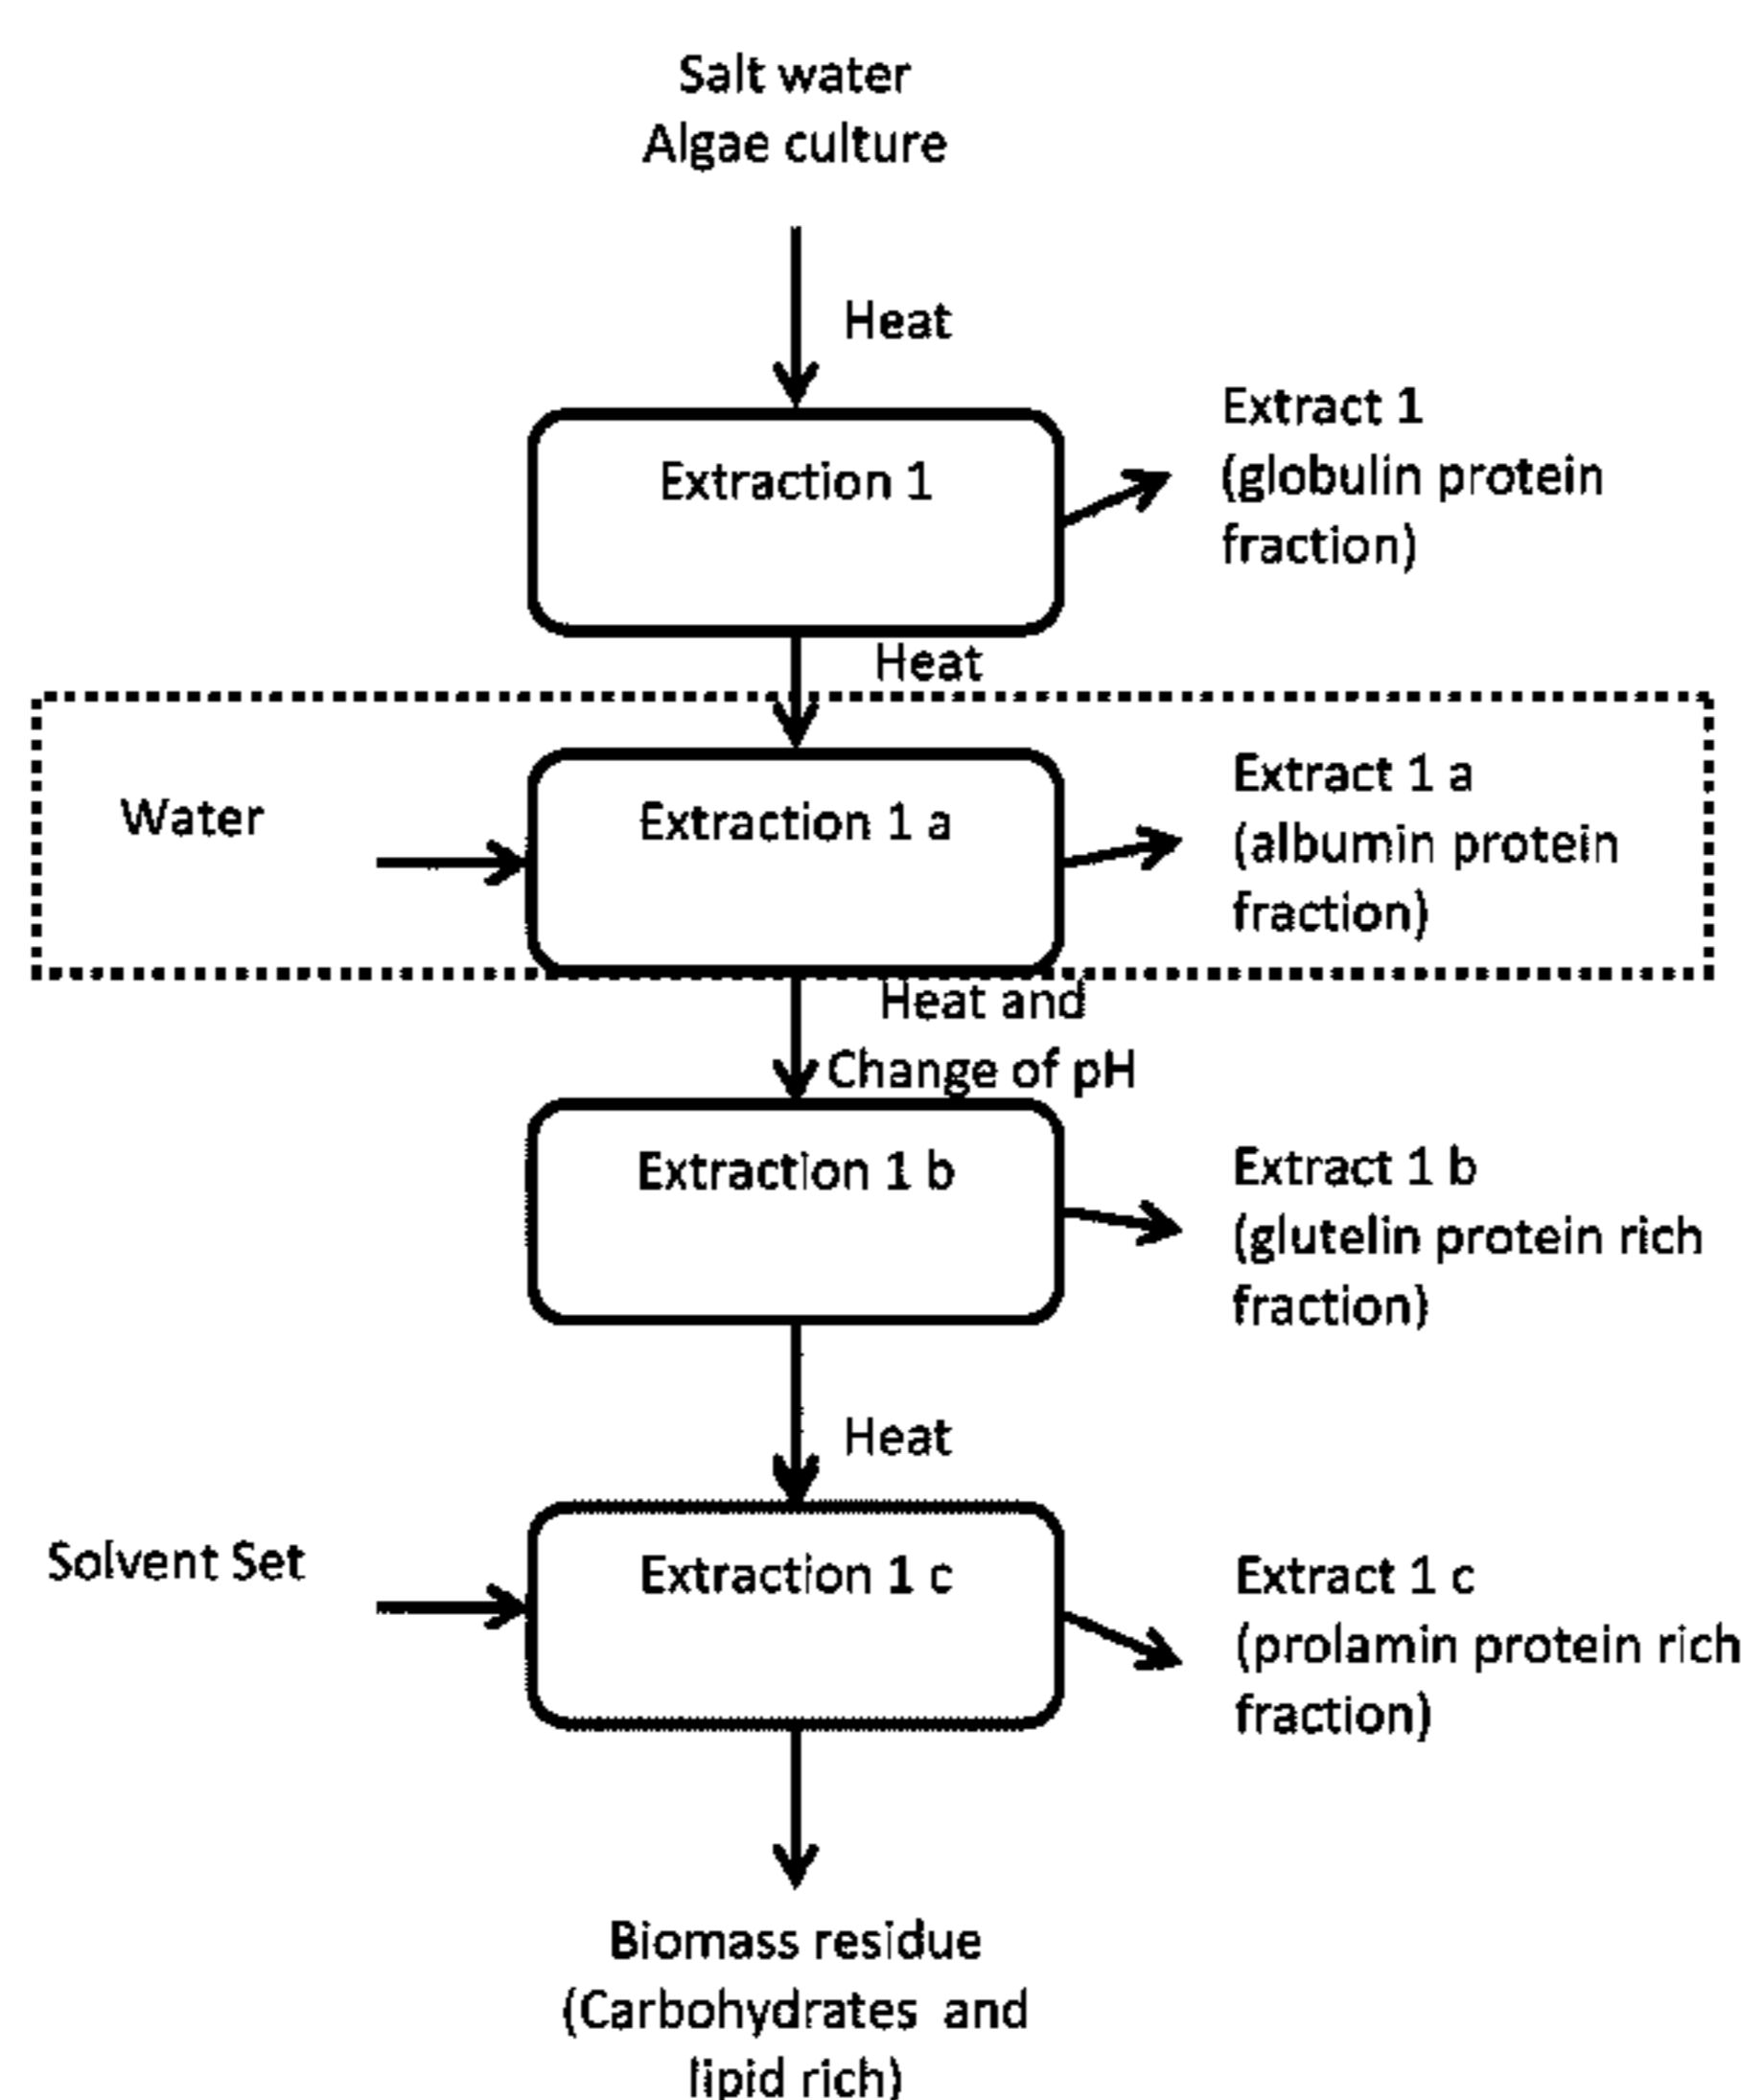 Salt water
Algae culture
Heat
Extraction 1
Extract 1
(globulin protein
fraction)
Heat
Water
Extraction 1 a
Extract 1 a
(albumin protein
fraction)
Heat and
Change of pH
Extraction 1 b
Extract 1 b
(glutelin protein rich
fraction)
Heat
Solvent Set
Extraction 1 c
Extract 1 c
(prolamin protein rich
fraction)
Biomass residue
(Carbohydrates and
lipid rich)